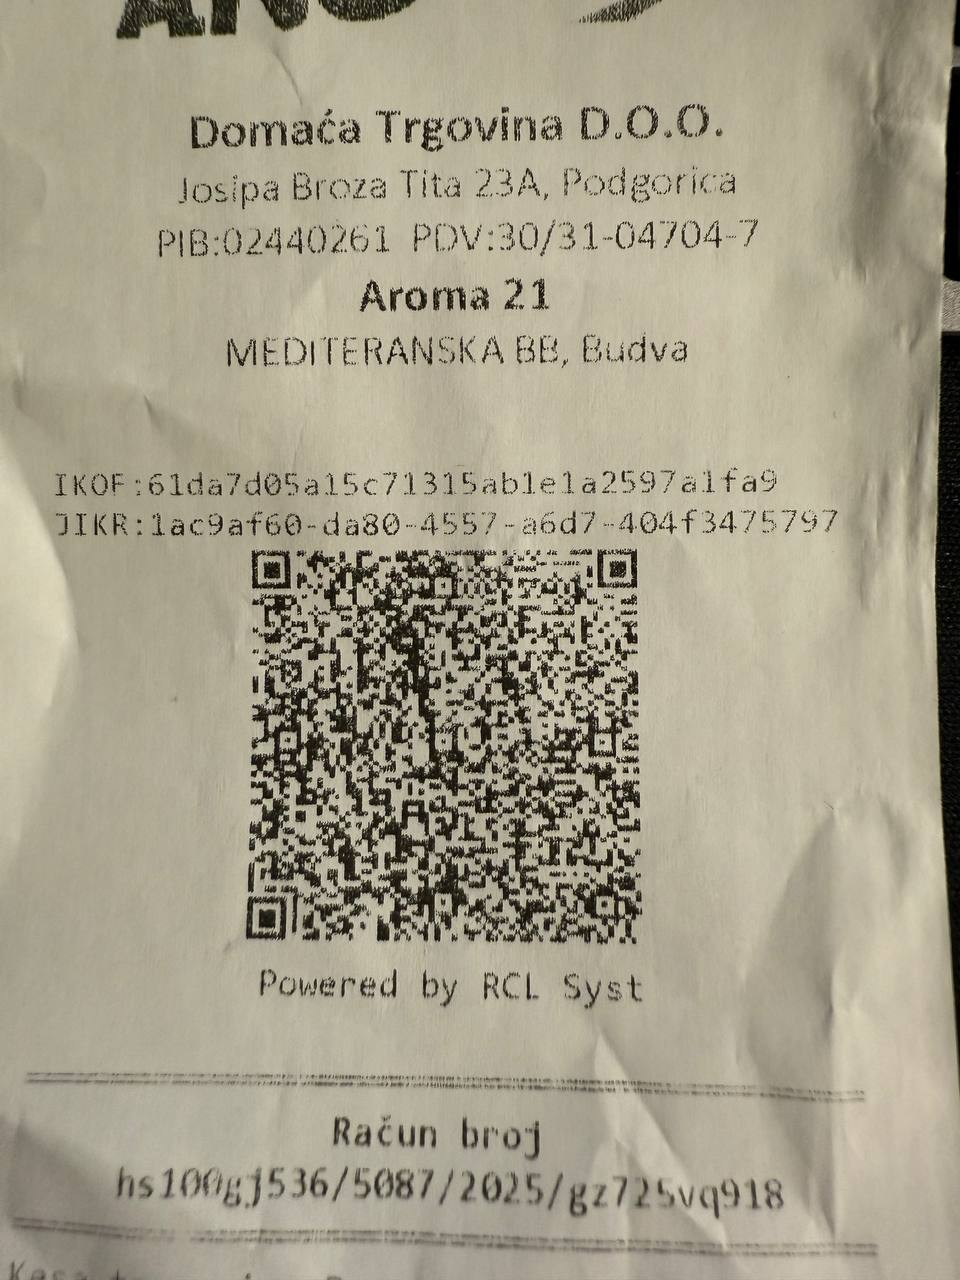 Domaća Trgovina D.O.O.
Josipa Broza Tita 23A, Podgorica
PIB:02440261 PDV:30/31-04704-7
Aroma 21
MEDITERANSKA BB, Budva
IKOF:61da7d05a15c71315ab1e1a2597a1fa9
JIKR:1ac9af60-da80-4557-a6d7-404f3475797
Powered by RCL Syst
Račun broj
hs100gj536/5087/2025/gz725vq918